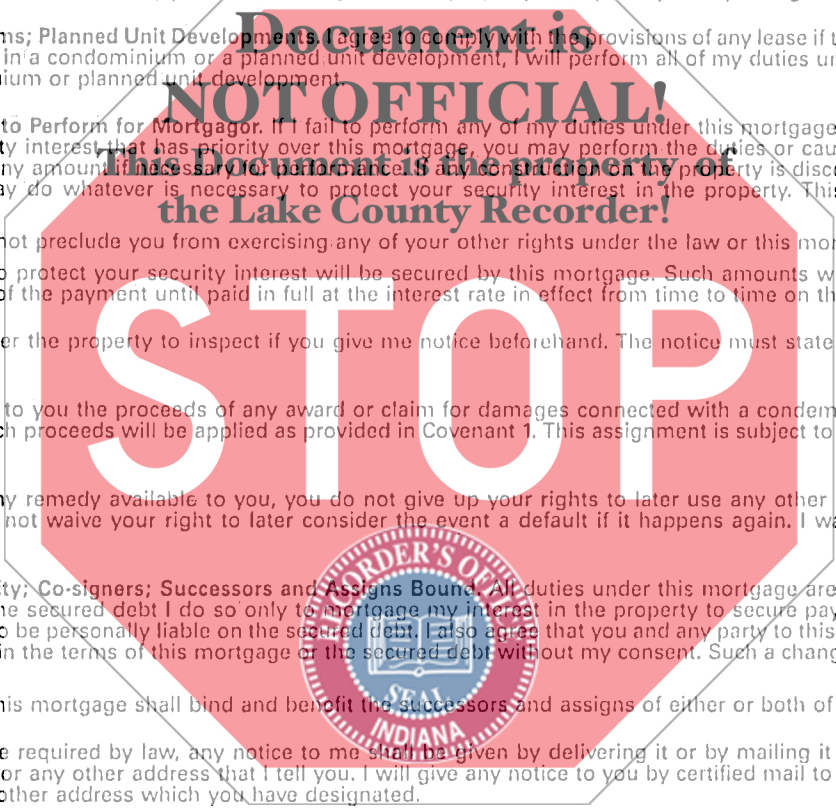 Document is
NOT OFFICIAL!
This Document is the property of
the Lake County Recorder!
STOP
RECORDER'S OFFICE
SEAL
INDIANA
ns; Planned Unit Developments. I agree to comply with the provisions of any lease if t
in a condominium or a planned unit development, I will perform all of my duties un
ium or planned unit development.
to Perform for Mortgagor. If I fail to perform any of my duties under this mortgage
ty interest that has priority over this mortgage, you may perform the duties or cau
ny amount if necessary for performance. If any construction on the property is disco
ay do whatever is necessary to protect your security interest in the property. This
not preclude you from exercising any of your other rights under the law or this mor
o protect your security interest will be secured by this mortgage. Such amounts w
of the payment until paid in full at the interest rate in effect from time to time on th
er the property to inspect if you give me notice beforehand. The notice must state
to you the proceeds of any award or claim for damages connected with a condem
h proceeds will be applied as provided in Covenant 1. This assignment is subject to
ny remedy available to you, you do not give up your rights to later use any other
not waive your right to later consider the event a default if it happens again. I wa
ty; Co-signers; Successors and Assigns Bound. All duties under this mortgage are
e secured debt I do so only to mortgage my interest in the property to secure pay
o be personally liable on the secured debt. I also agree that you and any party to this
in the terms of this mortgage or the secured debt without my consent. Such a chang
his mortgage shall bind and benefit the successors and assigns of either or both of
e required by law, any notice to me shall be given by delivering it or by mailing it
or any other address that I tell you. I will give any notice to you by certified mail to
other address which you have designated.